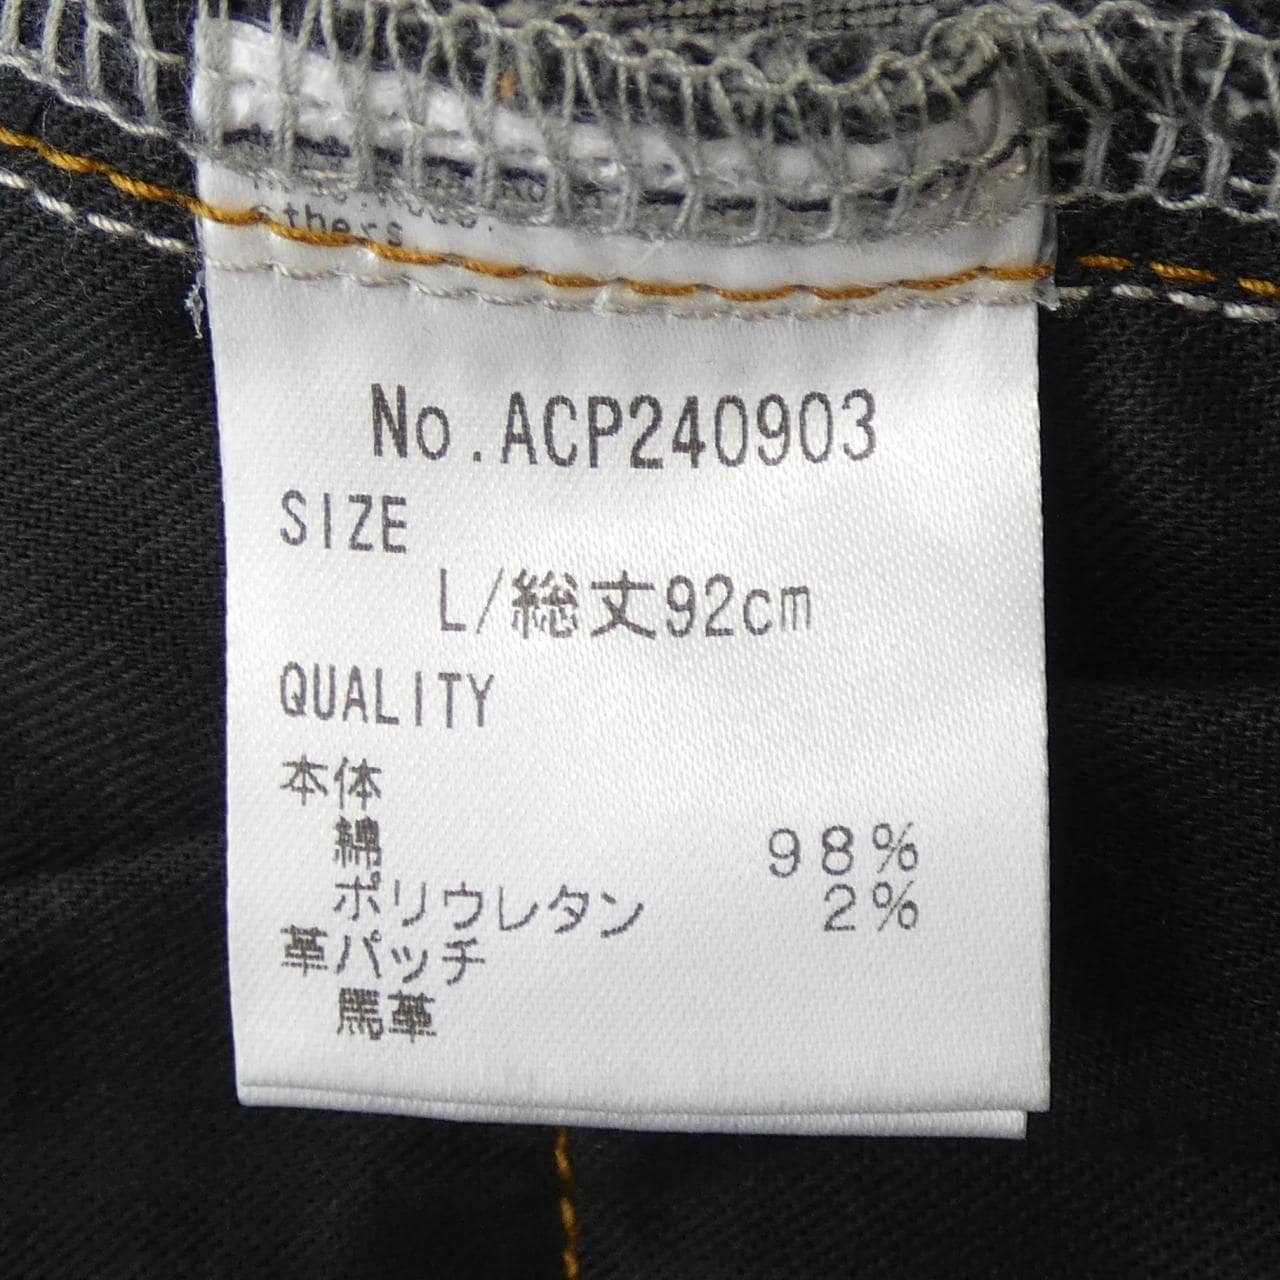 others.
No.ACP240903
SIZE
L/総丈92cm
QUALITY
本体
綿 98%
ポリウレタン 2%
革パッチ
馬革